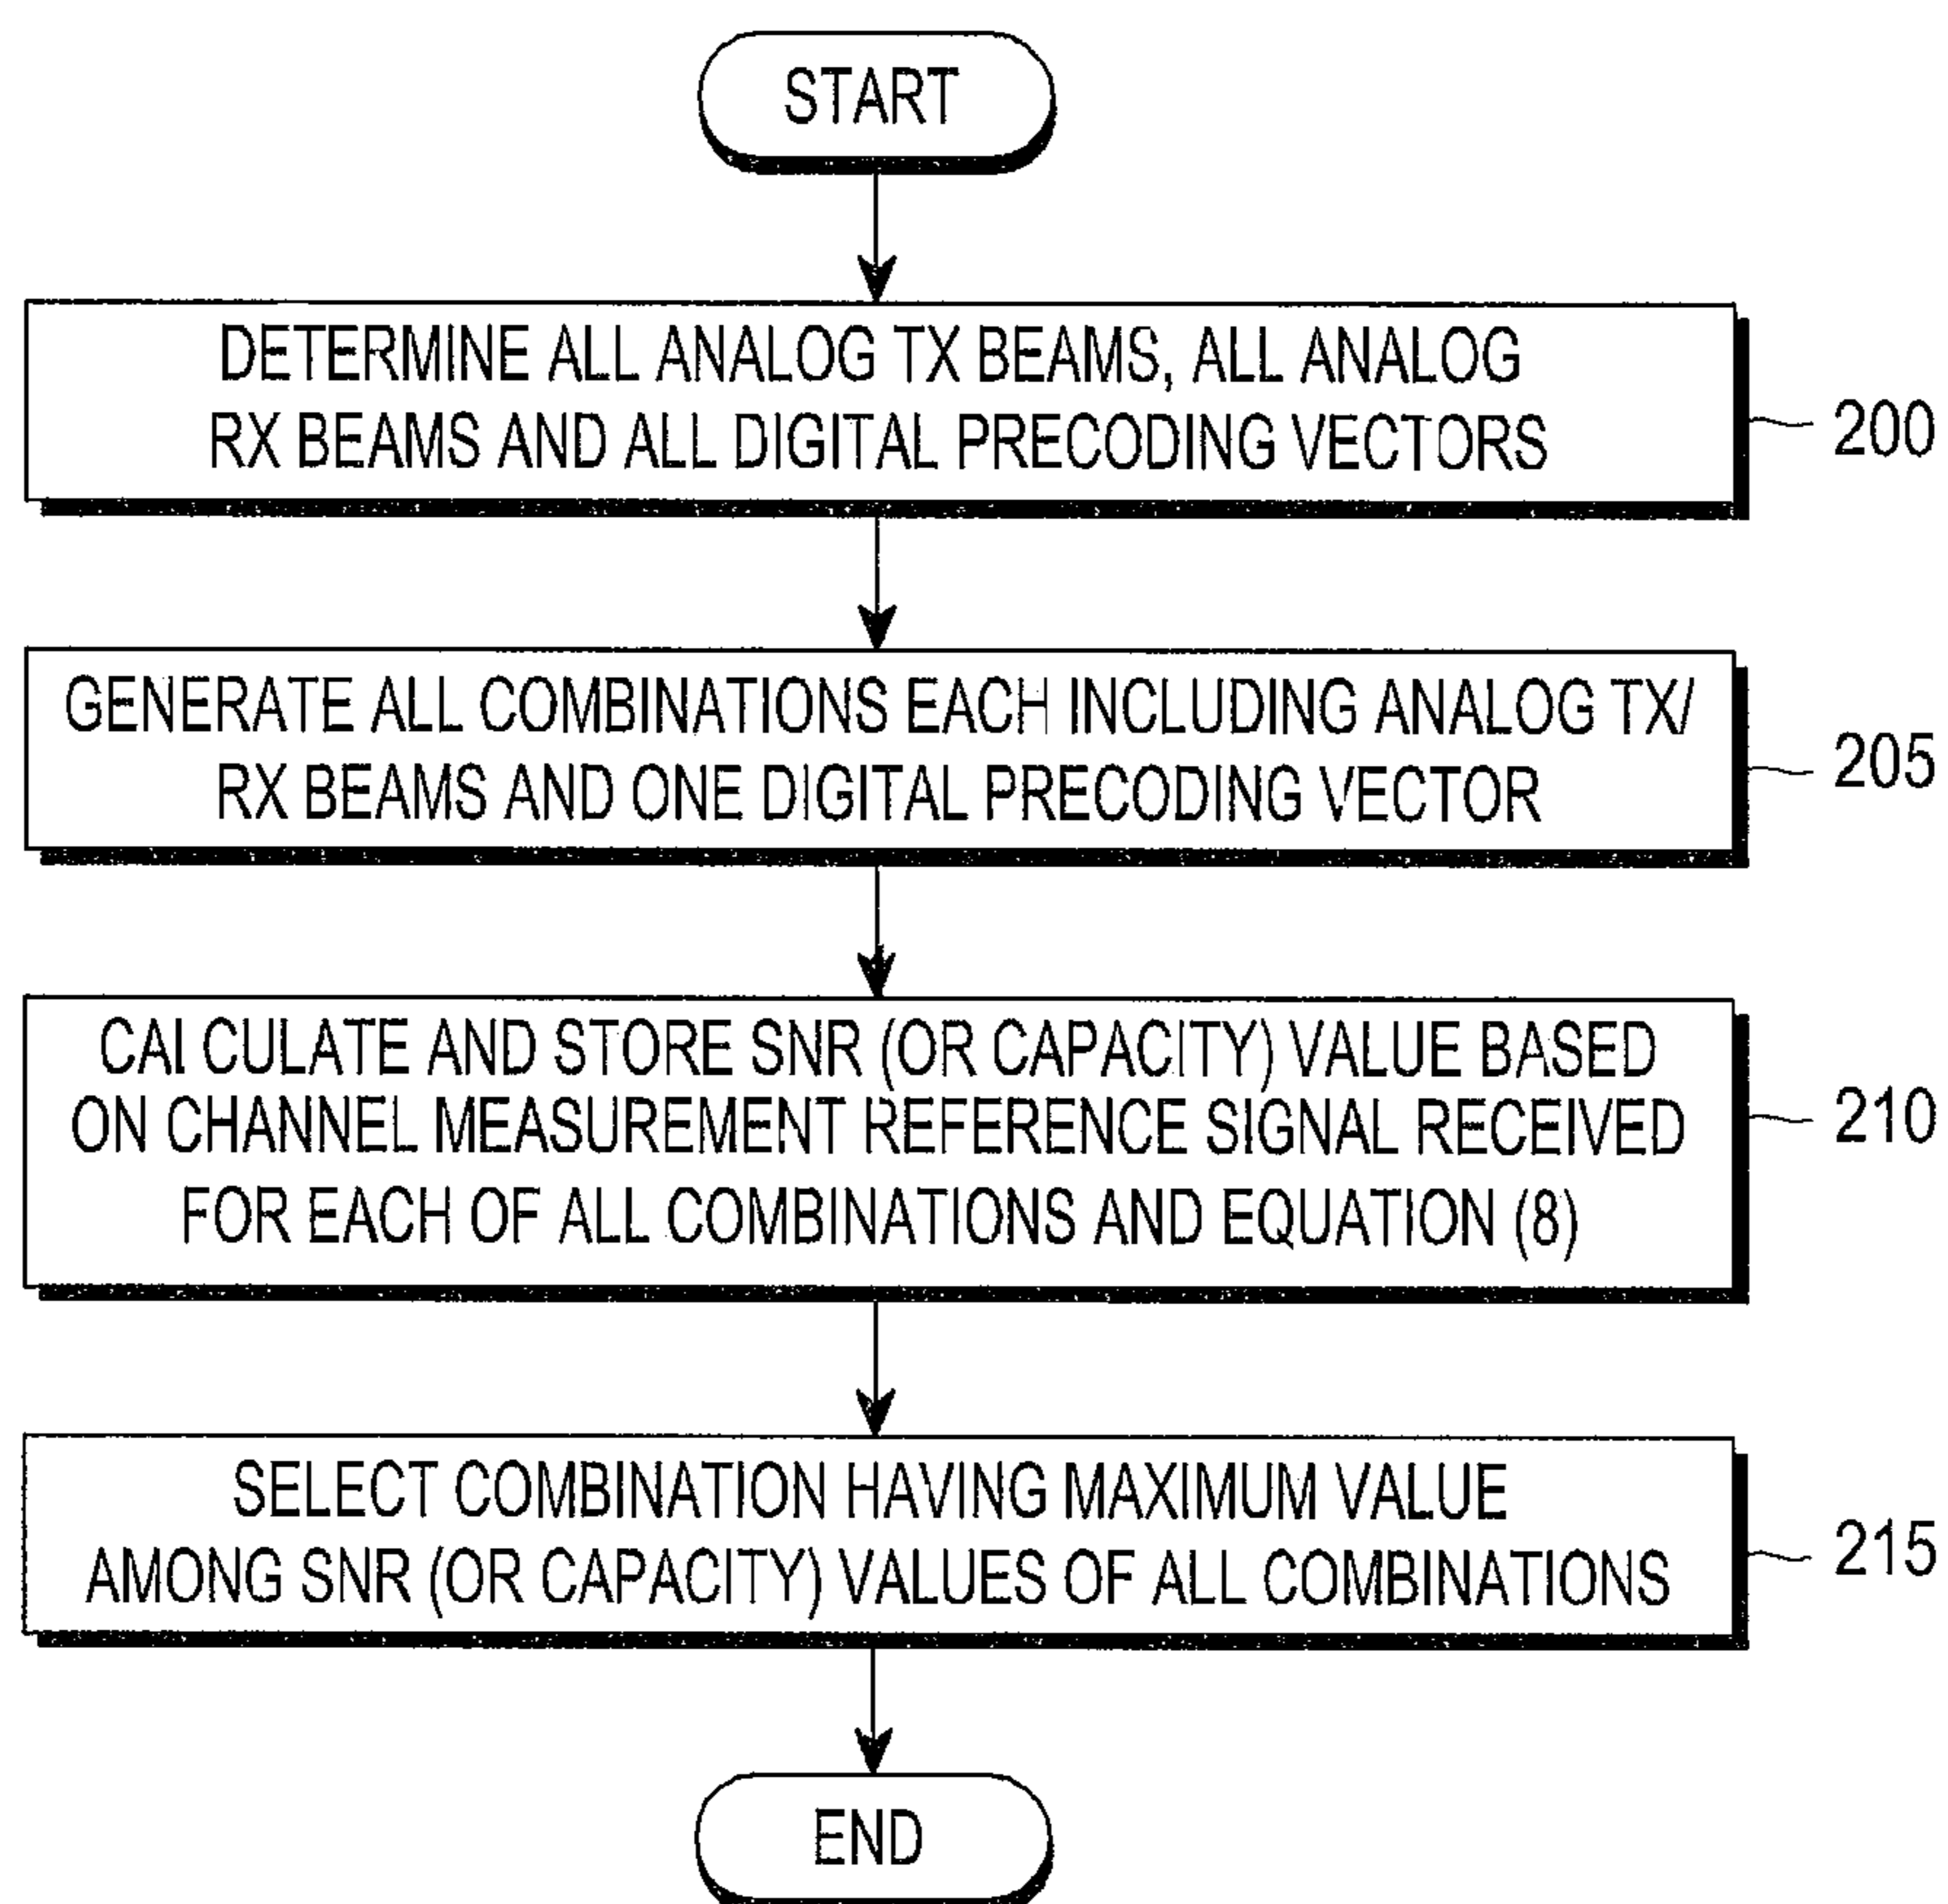 START
DETERMINE ALL ANALOG TX BEAMS, ALL ANALOG
RX BEAMS AND ALL DIGITAL PRECODING VECTORS
200
GENERATE ALL COMBINATIONS EACH INCLUDING ANALOG TX/
RX BEAMS AND ONE DIGITAL PRECODING VECTOR
205
CALCULATE AND STORE SNR (OR CAPACITY) VALUE BASED
ON CHANNEL MEASUREMENT REFERENCE SIGNAL RECEIVED
FOR EACH OF ALL COMBINATIONS AND EQUATION (8)
210
SELECT COMBINATION HAVING MAXIMUM VALUE
AMONG SNR (OR CAPACITY) VALUES OF ALL COMBINATIONS
215
END